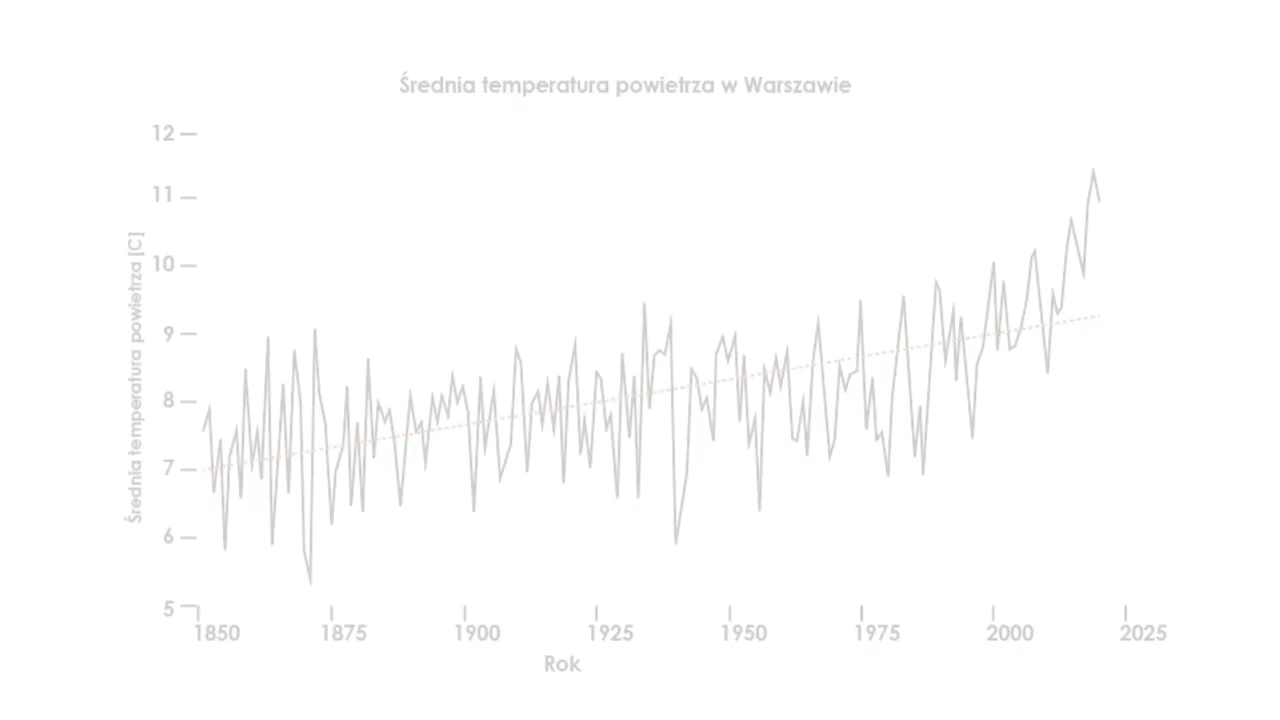 Średnia temperatura powietrza w Warszawie
12
11
10
9
8
7
6
5
Średnia temperatura powietrza [C]
1850 1875 1900 1925 1950 1975 2000 2025
Rok